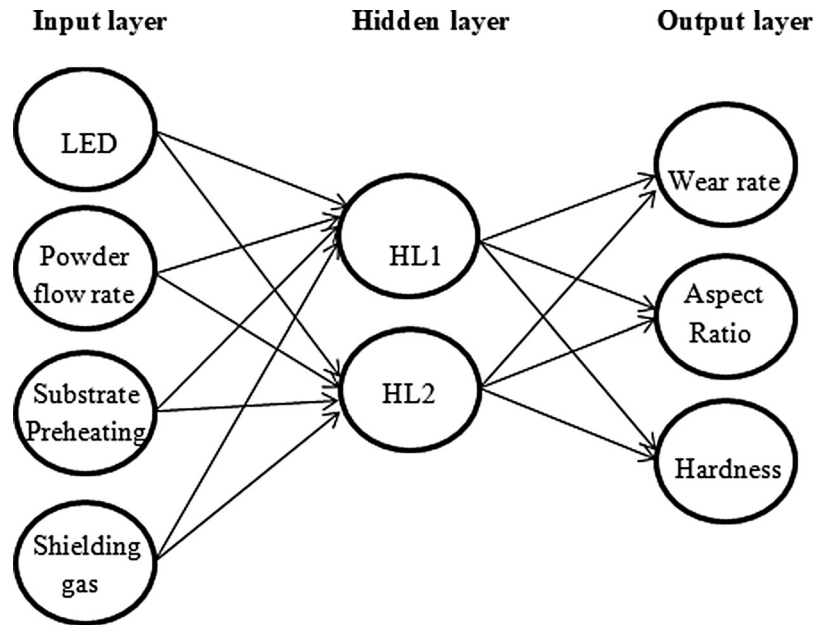 Input layer
Hidden layer
Output layer
LED
Powder
flow rate
Substrate
Preheating
Shielding
gas
HL1
HL2
Wear rate
Aspect
Ratio
Hardness